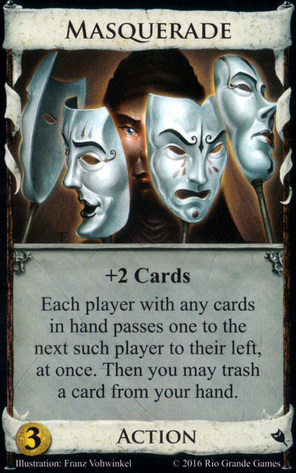 MASQUERADE
+2 Cards
Each player with any cards
in hand passes one to the
next such player to their left,
at once. Then you may trash
a card from your hand.
3 ACTION
Illustration: Franz Vohwinkel © 2016 Rio Grande Games